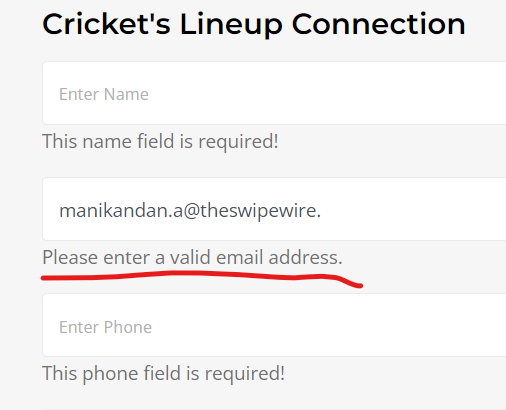 Cricket's Lineup Connection
Enter Name
This name field is required!
manikandan.a@theswipewire.
Please enter a valid email address.
Enter Phone
This phone field is required!